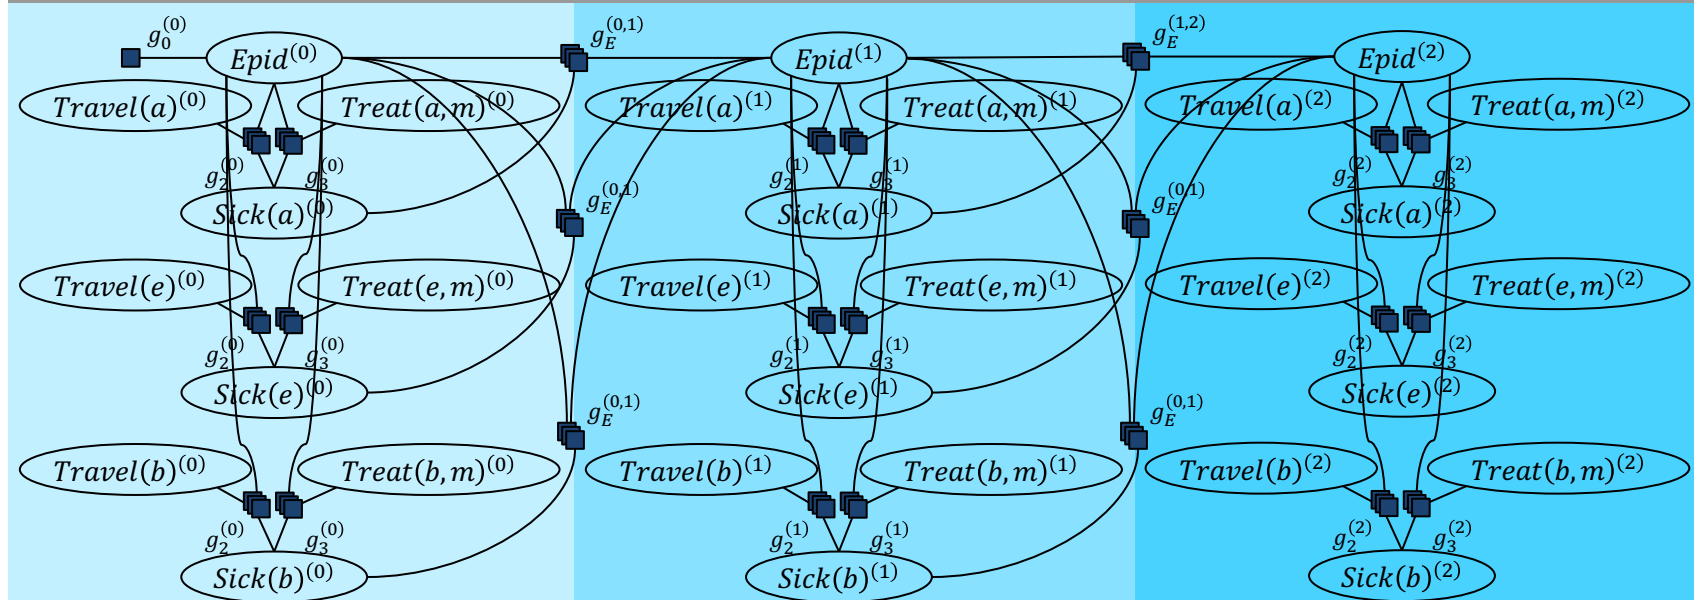 g_0^{(0)} g_E^{(0,1)} g_E^{(1,2)}
Epid^{(0)} Epid^{(1)} Epid^{(2)}
Travel(a)^{(0)} Treat(a,m)^{(0)} Travel(a)^{(1)} Treat(a,m)^{(1)} Travel(a)^{(2)} Treat(a,m)^{(2)}
g_2^{(0)} g_3^{(0)} g_2^{(1)} g_3^{(1)} g_2^{(2)} g_3^{(2)}
g_E^{(0,1)} g_E^{(0,1)}
Sick(a)^{(0)} Sick(a)^{(1)} Sick(a)^{(2)}
Travel(e)^{(0)} Treat(e,m)^{(0)} Travel(e)^{(1)} Treat(e,m)^{(1)} Travel(e)^{(2)} Treat(e,m)^{(2)}
g_2^{(0)} g_3^{(0)} g_2^{(1)} g_3^{(1)} g_2^{(2)} g_3^{(2)}
Sick(e)^{(0)} Sick(e)^{(1)} Sick(e)^{(2)}
g_E^{(0,1)} g_E^{(0,1)}
Travel(b)^{(0)} Treat(b,m)^{(0)} Travel(b)^{(1)} Treat(b,m)^{(1)} Travel(b)^{(2)} Treat(b,m)^{(2)}
g_2^{(0)} g_3^{(0)} g_2^{(1)} g_3^{(1)} g_2^{(2)} g_3^{(2)}
Sick(b)^{(0)} Sick(b)^{(1)} Sick(b)^{(2)}